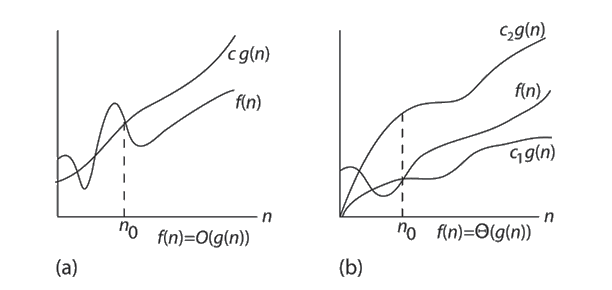 c g(n)
f(n)
n
n₀
f(n)=O(g(n))
(a)
c₂g(n)
f(n)
c₁g(n)
n
n₀
f(n)=Θ(g(n))
(b)